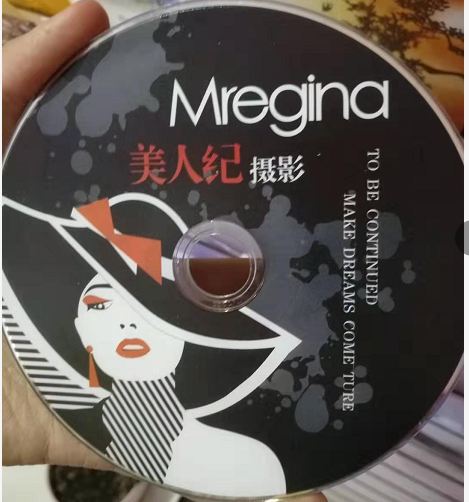 Mregina
美人纪 摄影
TO BE CONTINUED
MAKE DREAMS COME TURE